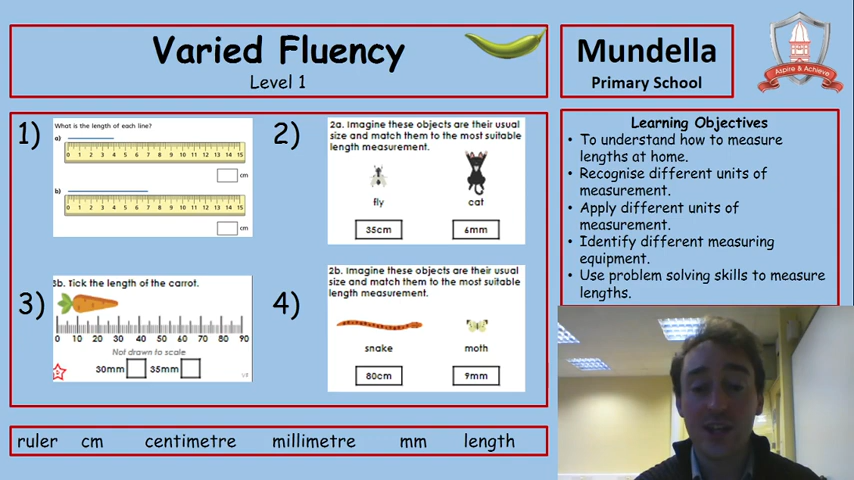 Varied Fluency
Level 1
Mundella
Primary School
Aspire & Achieve
1)
What is the length of each line?
a)
0 1 2 3 4 5 6 7 8 9 10 11 12 13 14 15
cm
b)
0 1 2 3 4 5 6 7 8 9 10 11 12 13 14 15
cm
2)
2a. Imagine these objects are their usual
size and match them to the most suitable
length measurement.
fly cat
35cm 6mm
3)
3b. Tick the length of the carrot.
0 10 20 30 40 50 60 70 80 90
Not drawn to scale
30mm 35mm
4)
2b. Imagine these objects are their usual
size and match them to the most suitable
length measurement.
snake moth
80cm 9mm
Learning Objectives
• To understand how to measure
lengths at home.
• Recognise different units of
measurement.
• Apply different units of
measurement.
• Identify different measuring
equipment.
• Use problem solving skills to measure
lengths.
ruler cm centimetre millimetre mm length